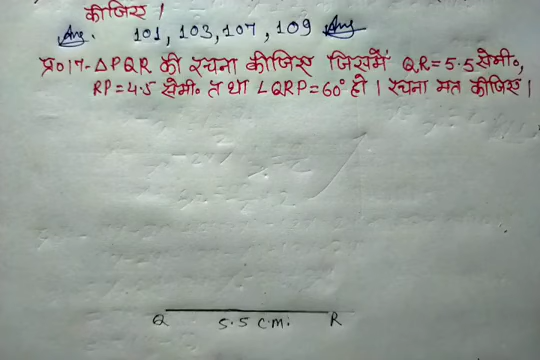 कीजिए।
Ans. 101, 103, 107, 109 Ans
प्र०17- ΔPQR की रचना कीजिए जिसमें QR=5.5 सेमी०,
RP=4.5 सेमी० तथा ∠QRP=60° हो। रचना मत कीजिए।
Q 5.5 c.m. R